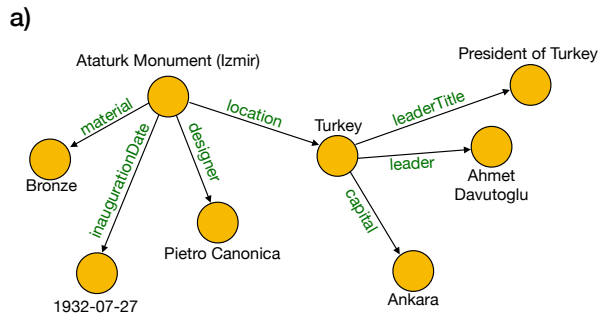 a)
Ataturk Monument (Izmir)
President of Turkey
material
location
leaderTitle
Turkey
inaugurationDate
designer
leader
Bronze
Ahmet
Davutoglu
capital
Pietro Canonica
1932-07-27
Ankara